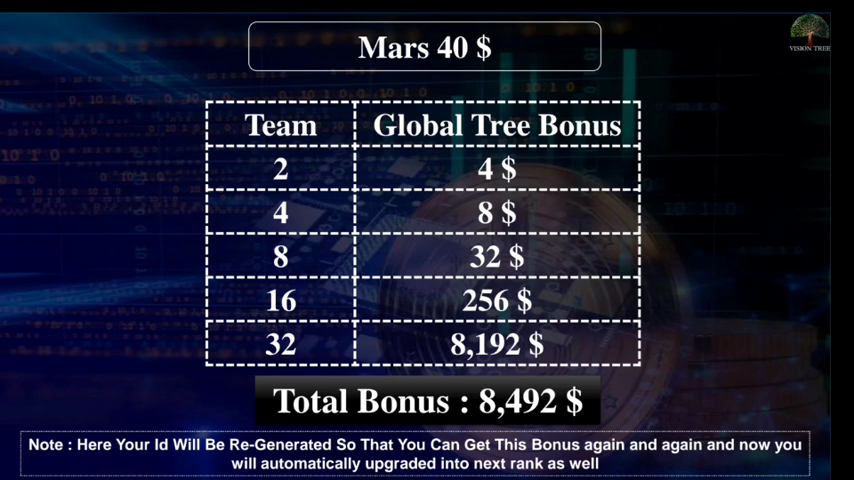 Mars 40 $
VISION TREE
Team Global Tree Bonus
2 4 $
4 8 $
8 32 $
16 256 $
32 8,192 $
Total Bonus : 8,492 $
Note : Here Your Id Will Be Re-Generated So That You Can Get This Bonus again and again and now you
will automatically upgraded into next rank as well